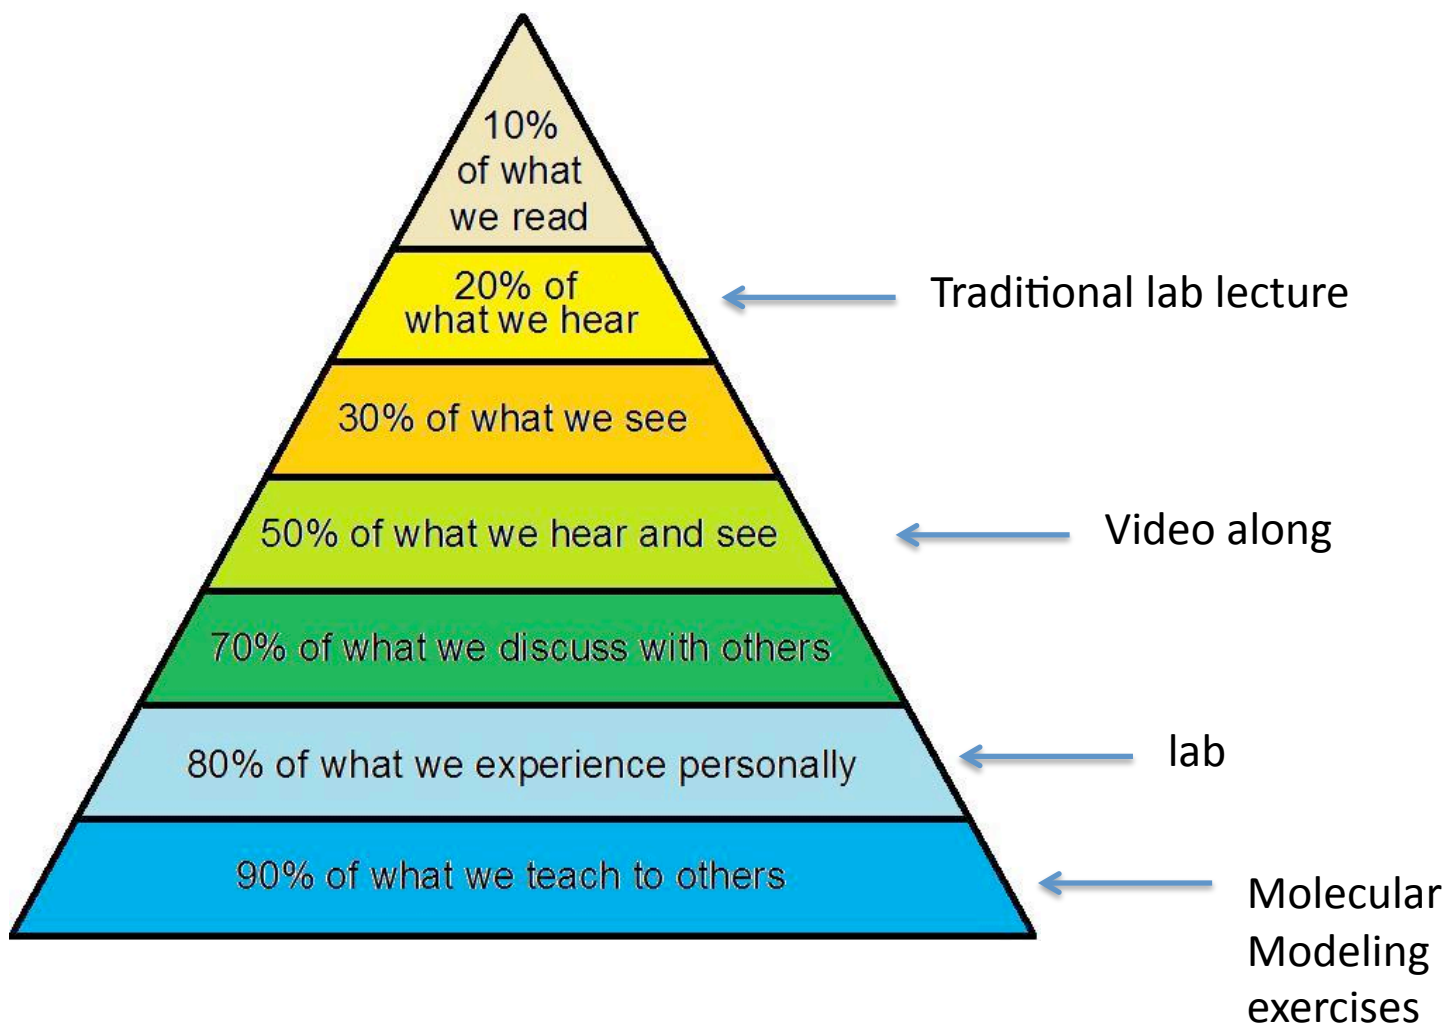 10%
of what
we read
20% of
what we hear
Traditional lab lecture
30% of what we see
50% of what we hear and see
Video along
70% of what we discuss with others
80% of what we experience personally
lab
90% of what we teach to others
Molecular
Modeling
exercises